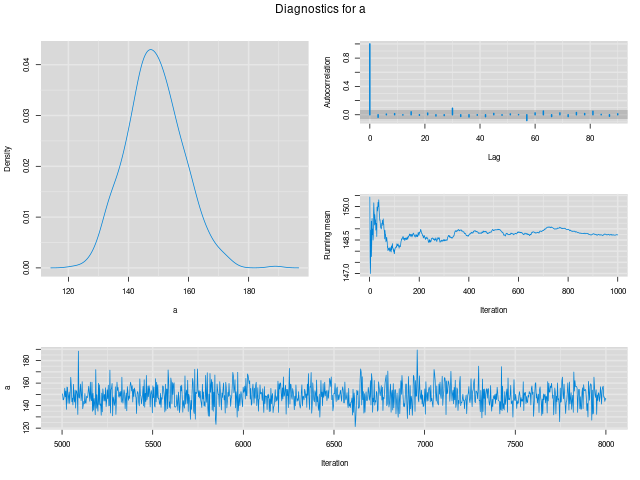 Diagnostics for a
Density
0.00 0.01 0.02 0.03 0.04
120 140 160 180
a
Autocorrelation
0.0 0.4 0.8
0 20 40 60 80
Lag
Running mean
147.0 148.5 150.0
0 200 400 600 800 1000
Iteration
a
120 140 160 180
5000 5500 6000 6500 7000 7500 8000
Iteration